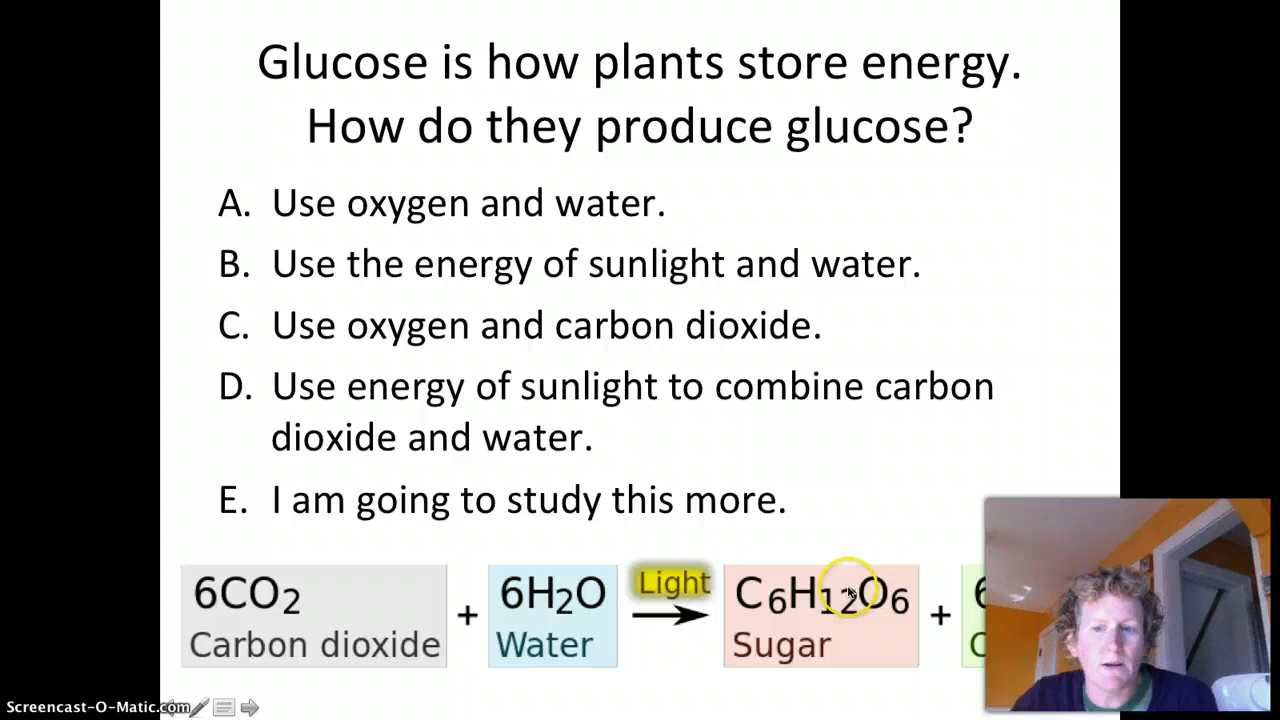 Glucose is how plants store energy.
How do they produce glucose?
A. Use oxygen and water.
B. Use the energy of sunlight and water.
C. Use oxygen and carbon dioxide.
D. Use energy of sunlight to combine carbon
dioxide and water.
E. I am going to study this more.
6CO₂ + 6H₂O Light C₆H₁₂O₆ + 6
Carbon dioxide Water Sugar
Screencast-O-Matic.com